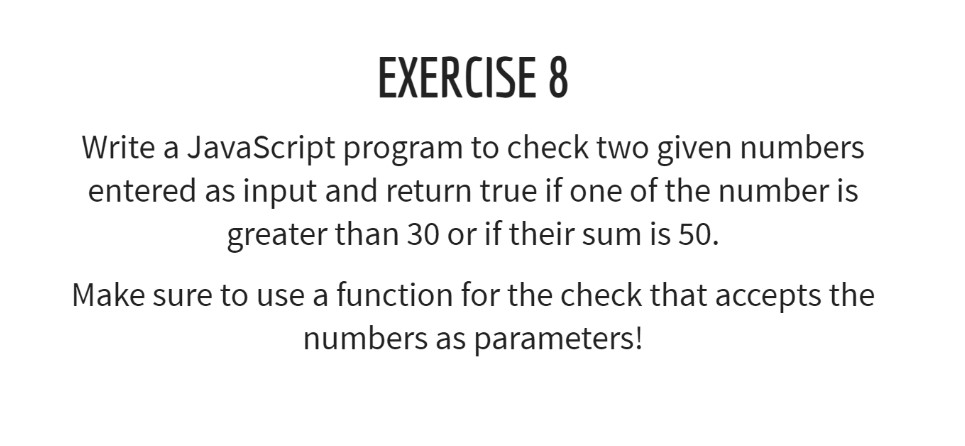 EXERCISE 8
Write a JavaScript program to check two given numbers
entered as input and return true if one of the number is
greater than 30 or if their sum is 50.
Make sure to use a function for the check that accepts the
numbers as parameters!